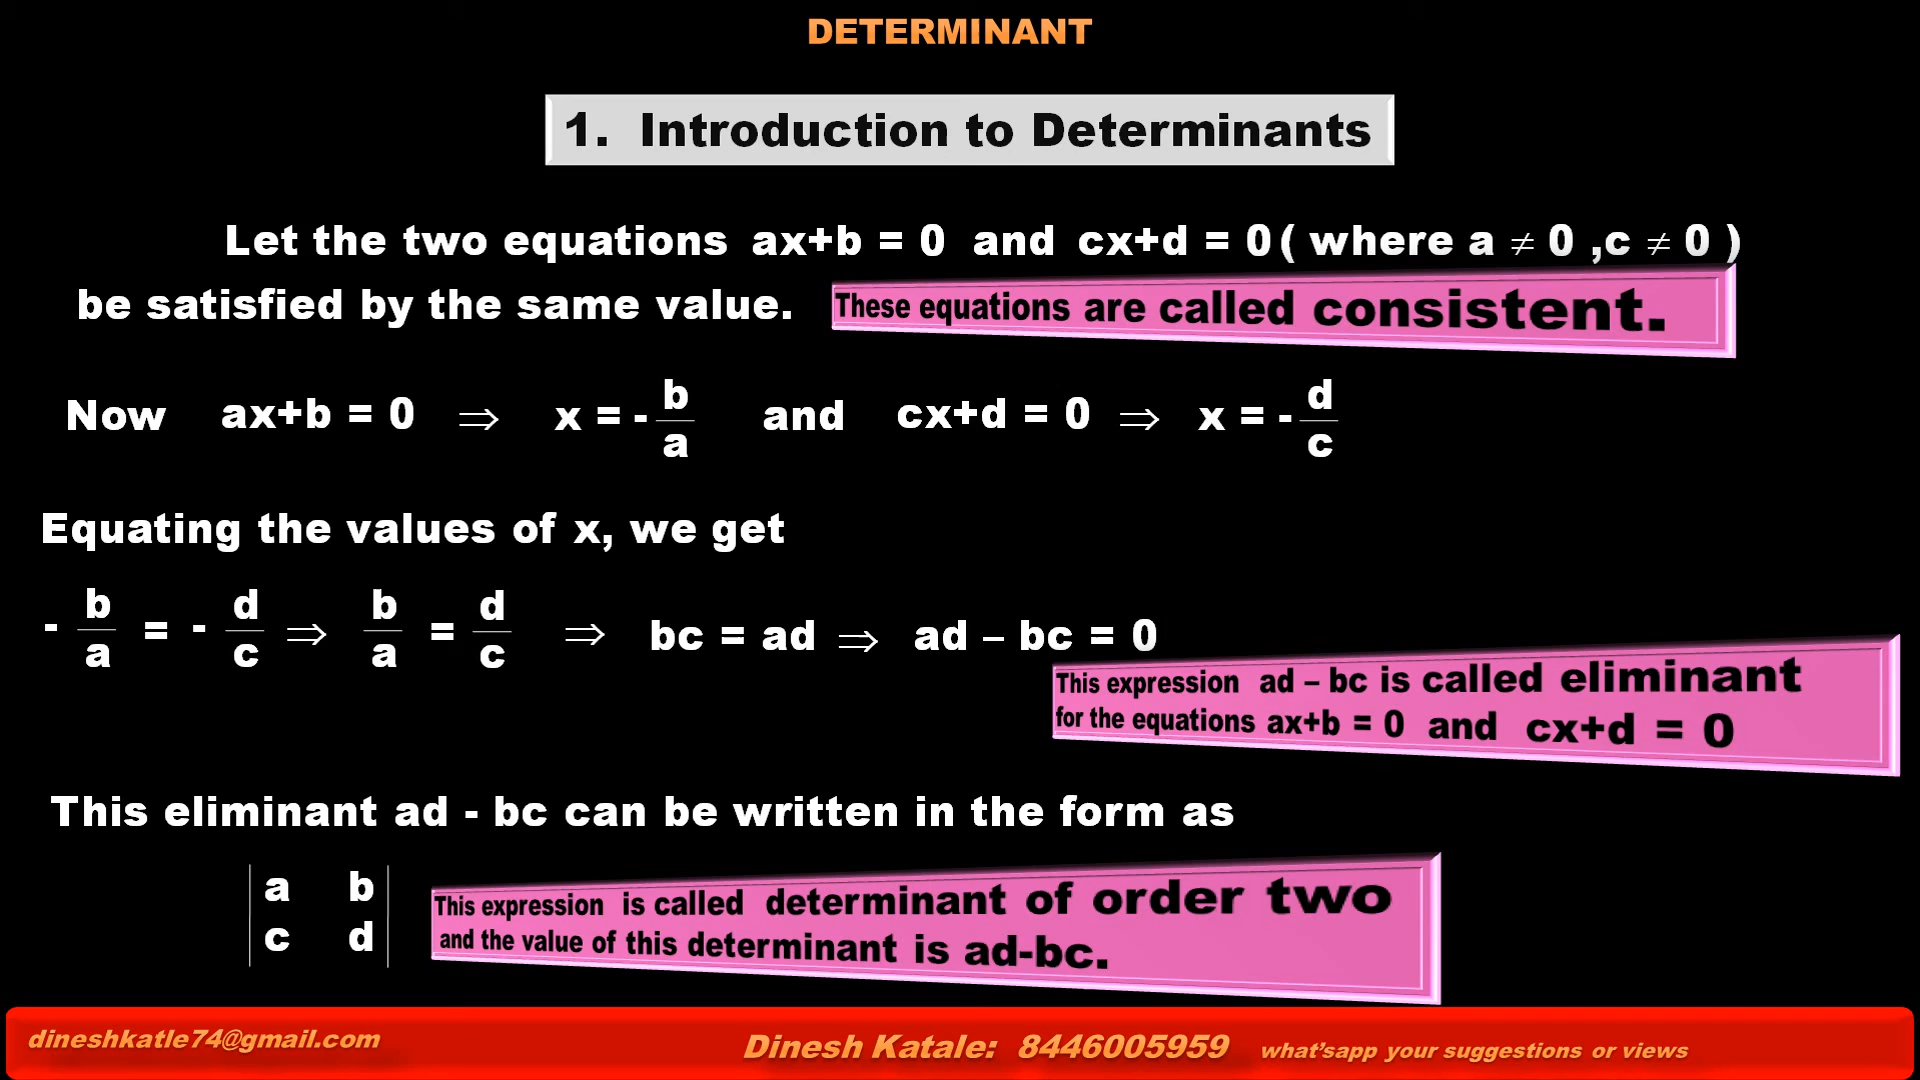 DETERMINANT
1. Introduction to Determinants
Let the two equations ax+b = 0 and cx+d = 0 ( where a ≠ 0 ,c ≠ 0 )
be satisfied by the same value. These equations are called consistent.
Now ax+b = 0 ⇒ x = - b/a and cx+d = 0 ⇒ x = - d/c
Equating the values of x, we get
- b/a = - d/c ⇒ b/a = d/c ⇒ bc = ad ⇒ ad – bc = 0
This expression ad – bc is called eliminant
for the equations ax+b = 0 and cx+d = 0
This eliminant ad - bc can be written in the form as
| a b |
| c d |
This expression is called determinant of order two
and the value of this determinant is ad-bc.
dineshkatle74@gmail.com Dinesh Katale: 8446005959 what'sapp your suggestions or views